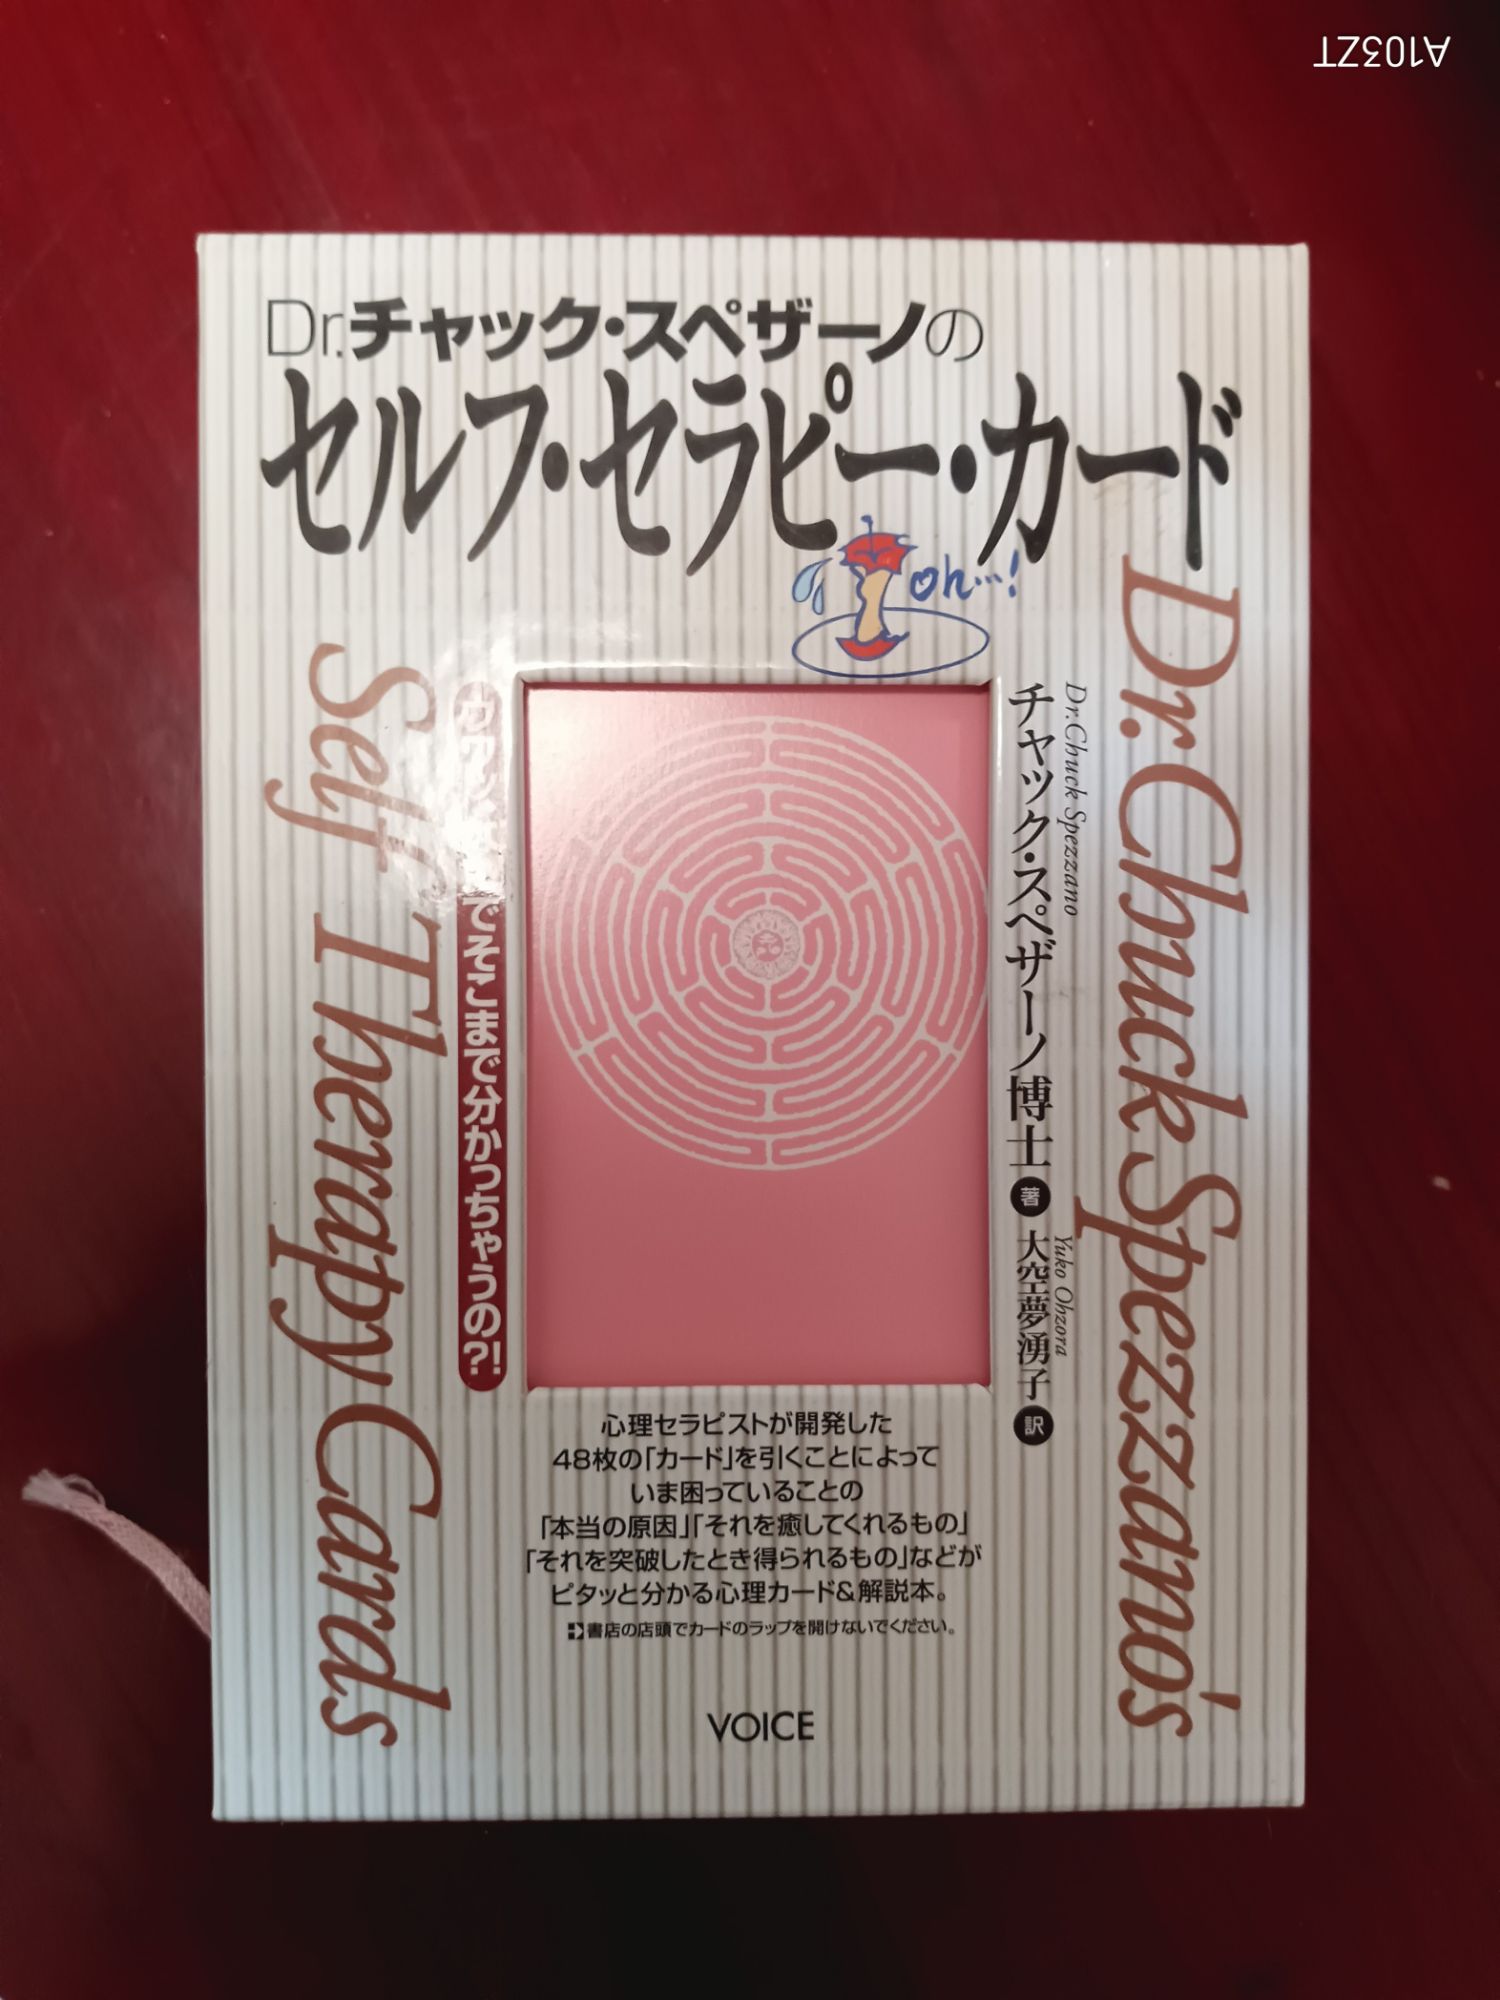 A103ZT
Dr.チャック・スペザーノの
セルフ・セラピー・カード
oh…!
Dr.Chuck Spezzano's
Self Therapy Cards
Dr.Chuck Spezzano
チャック・スペザーノ博士 著
Yuko Ohzora
大空夢湧子 訳
でそこまで分かっちゃうの?!
心理セラピストが開発した
48枚の「カード」を引くことによって
いま困っていることの
「本当の原因」「それを癒してくれるもの」
「それを突破したとき得られるもの」などが
ピタッと分かる心理カード&解説本。
書店の店頭でカードのラップを開けないでください。
VOICE